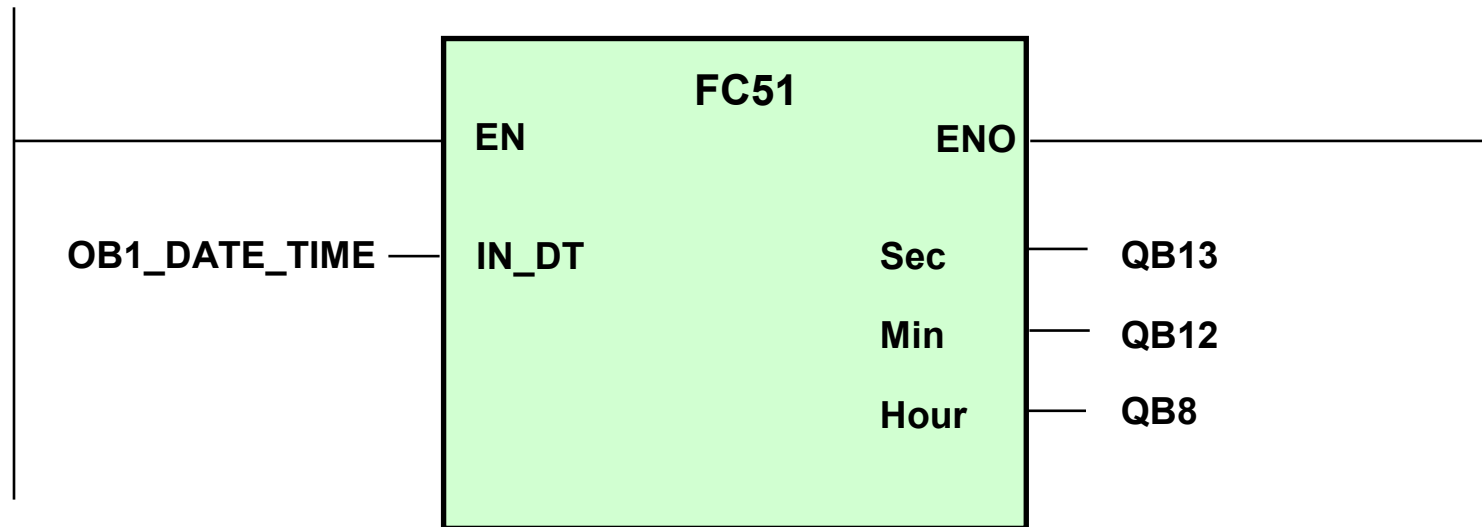 FC51
EN ENO
OB1_DATE_TIME IN_DT Sec QB13
Min QB12
Hour QB8